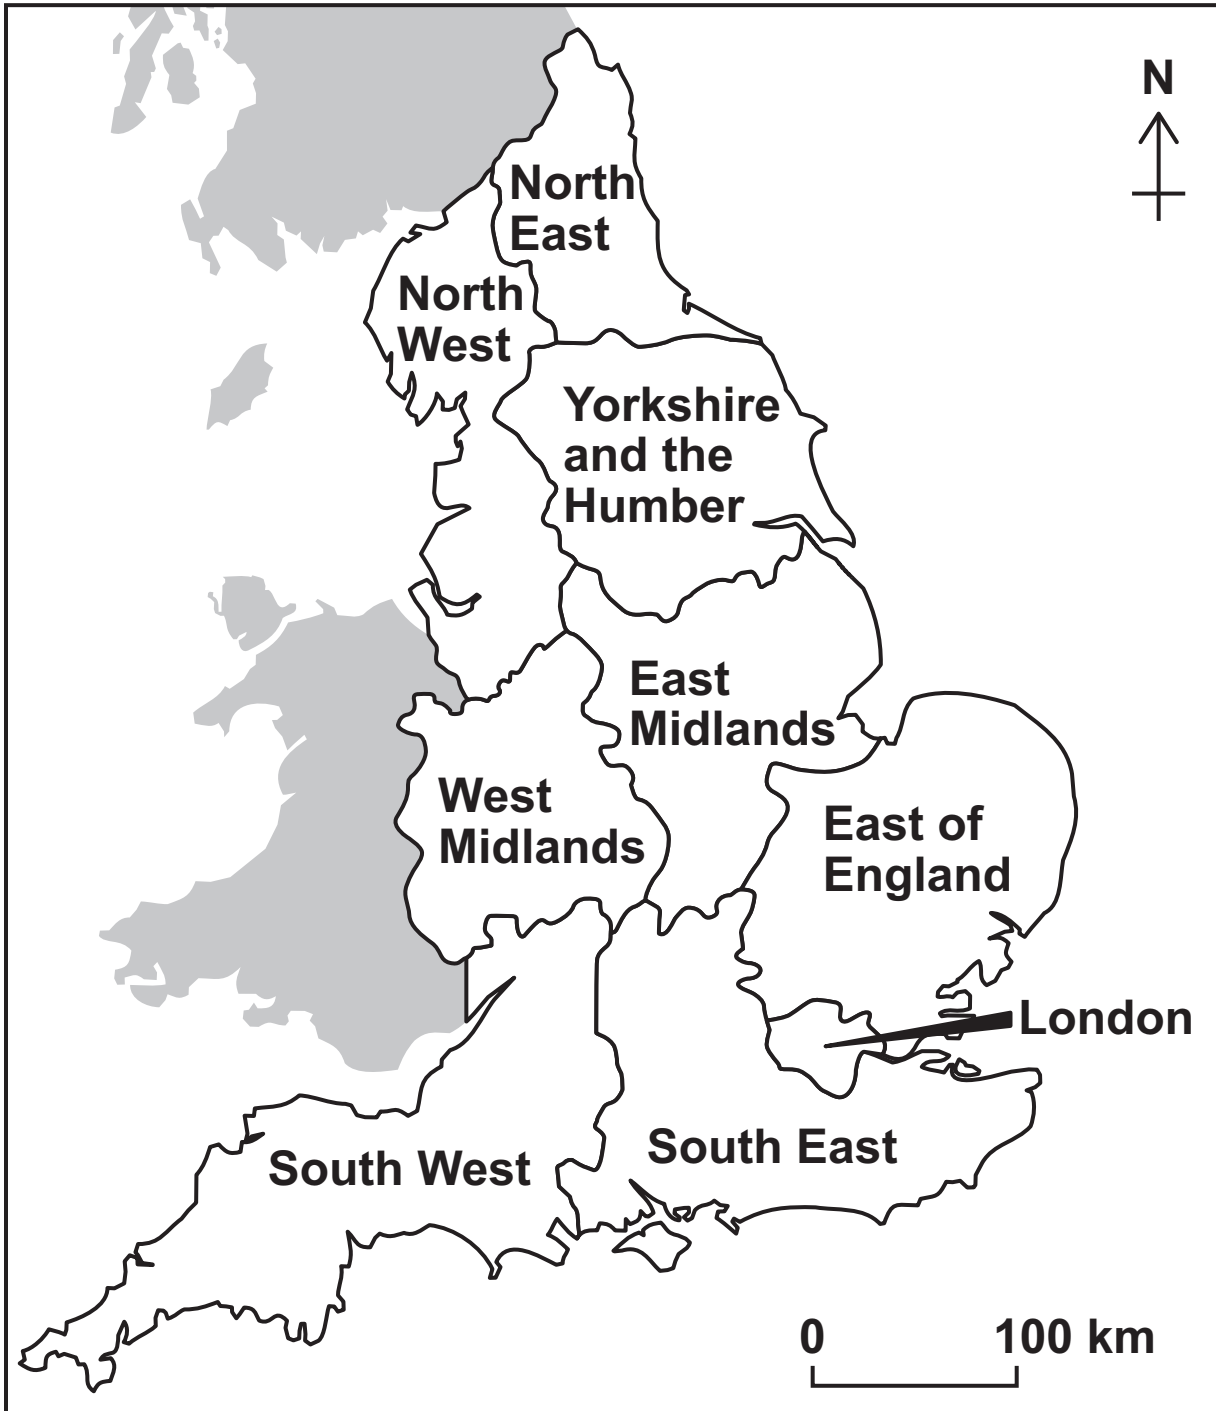 N
North
East
North
West
Yorkshire
and the
Humber
East
Midlands
West
Midlands
East of
England
London
South East
South West
0 100 km